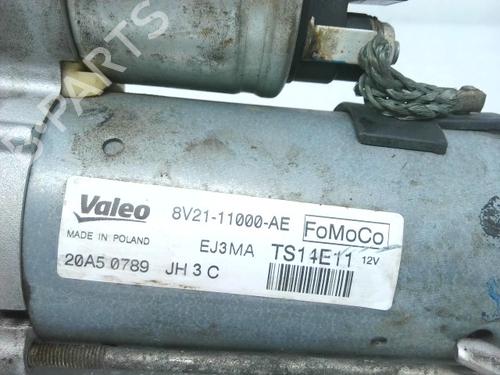 Valeo 8V21-11000-AE FoMoCo
MADE IN POLAND EJ3MA TS14E11 12V
20A5 0789 JH 3 C